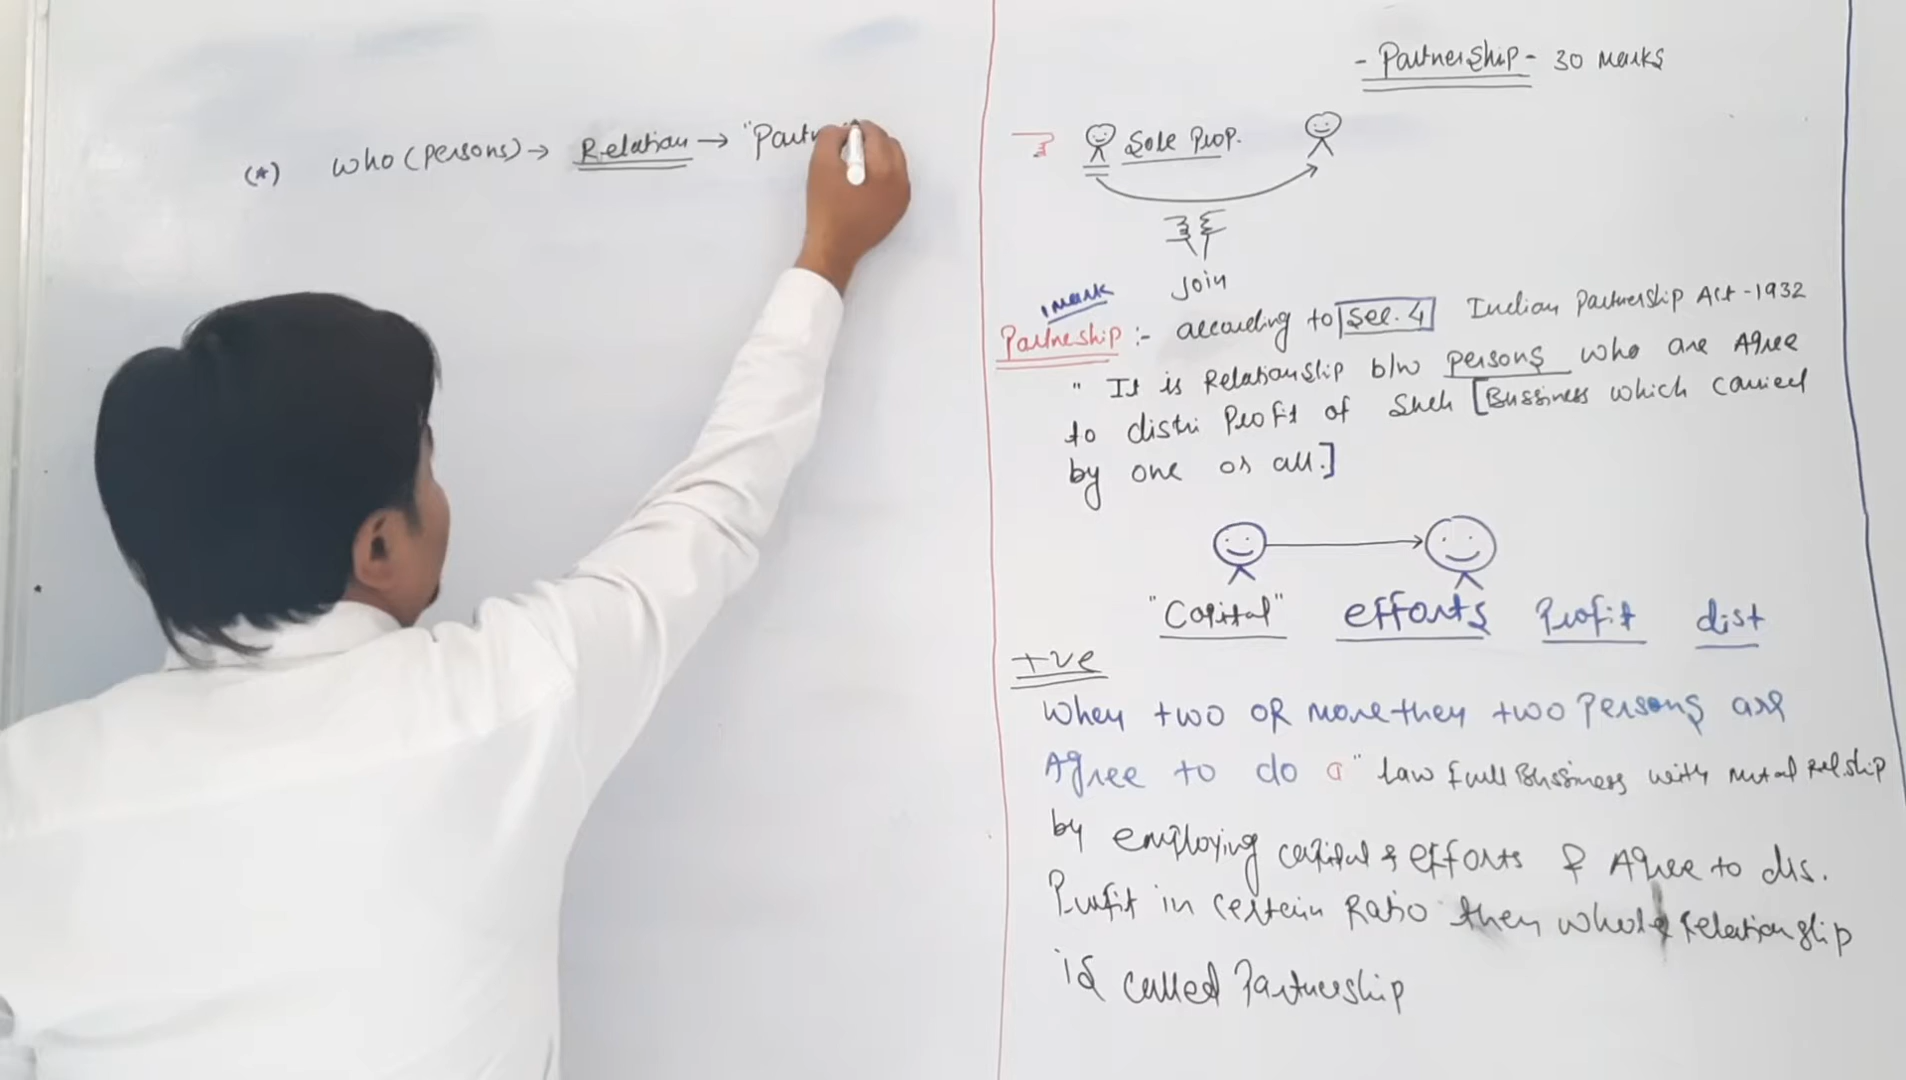 (*) who (persons) → Relation → "Partn
- Partnership - 30 Marks
Sole Prop.
Join
1 Mark
Partneship :- according to Sec. 4 Indian Partnership Act - 1932
" It is Relationship b/w persons who are Agree
to distri Profit of Such [Bussiness which carried
by one or all.]
"Capital" efforts Profit dist
+ve
When two OR more then two Persons are
Agree to do a " law full Bussiness with mutal Relship
by employing capital & efforts & Agree to dis.
Profit in certain Ratio then whole Relationship
is called Partnership